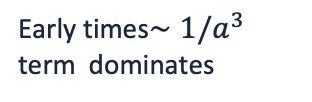 Early times~ 1/a³
term dominates